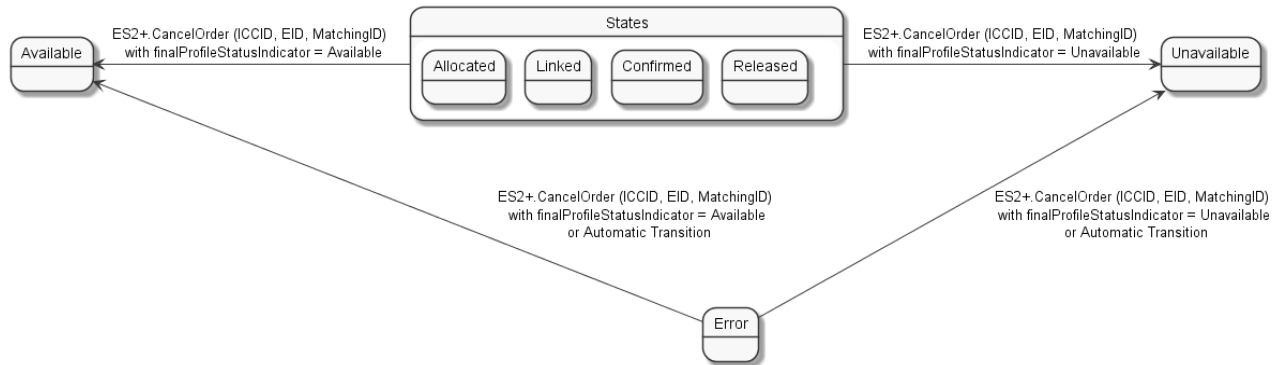 States
ES2+.CancelOrder (ICCID, EID, MatchingID)
with finalProfileStatusIndicator = Available
ES2+.CancelOrder (ICCID, EID, MatchingID)
with finalProfileStatusIndicator = Unavailable
Available
Allocated
Linked
Confirmed
Released
Unavailable
ES2+.CancelOrder (ICCID, EID, MatchingID)
with finalProfileStatusIndicator = Available
or Automatic Transition
ES2+.CancelOrder (ICCID, EID, MatchingID)
with finalProfileStatusIndicator = Unavailable
or Automatic Transition
Error